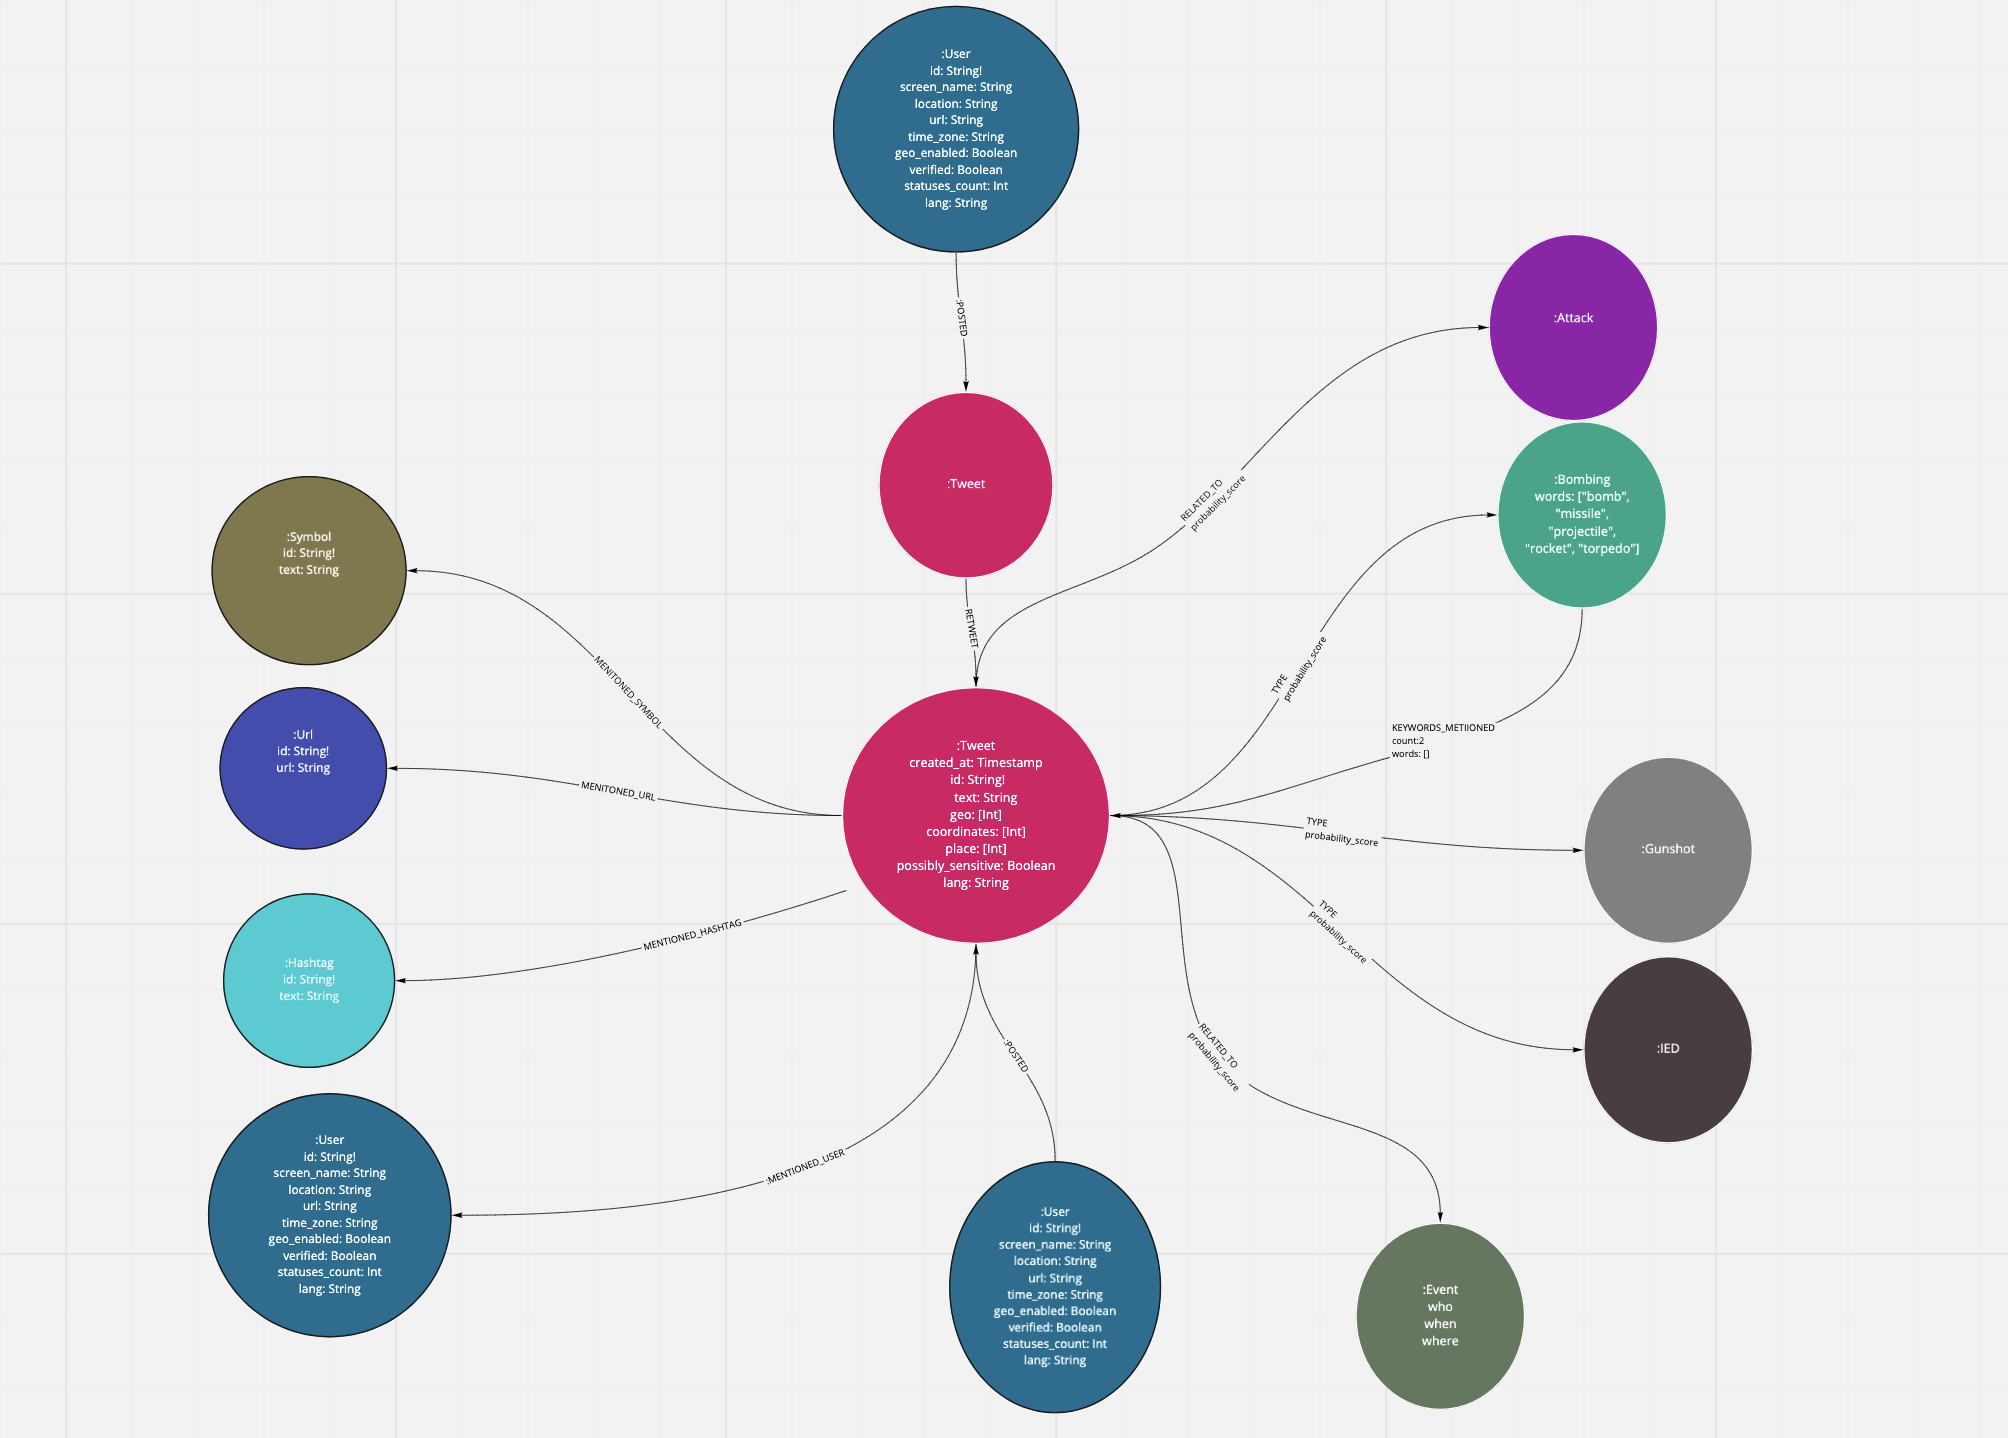 :User
id: String!
screen_name: String
location: String
url: String
time_zone: String
geo_enabled: Boolean
verified: Boolean
statuses_count: Int
lang: String
:POSTED
:Attack
:Tweet
RELATED_TO
probability_score
:Bombing
words: ["bomb",
"missile",
"projectile",
"rocket", "torpedo"]
:Symbol
id: String!
text: String
RETWEET
MENITONED_SYMBOL
TYPE
probability_score
:Url
id: String!
url: String
MENITONED_URL
KEYWORDS_METIIONED
count:2
words: []
:Tweet
created_at: Timestamp
id: String!
text: String
geo: [Int]
coordinates: [Int]
place: [Int]
possibly_sensitive: Boolean
lang: String
TYPE
probability_score
:Gunshot
MENTIONED_HASHTAG
TYPE
probability_score
:Hashtag
id: String!
text: String
:IED
:POSTED
RELATED_TO
probability_score
:MENTIONED_USER
:User
id: String!
screen_name: String
location: String
url: String
time_zone: String
geo_enabled: Boolean
verified: Boolean
statuses_count: Int
lang: String
:User
id: String!
screen_name: String
location: String
url: String
time_zone: String
geo_enabled: Boolean
verified: Boolean
statuses_count: Int
lang: String
:Event
who
when
where